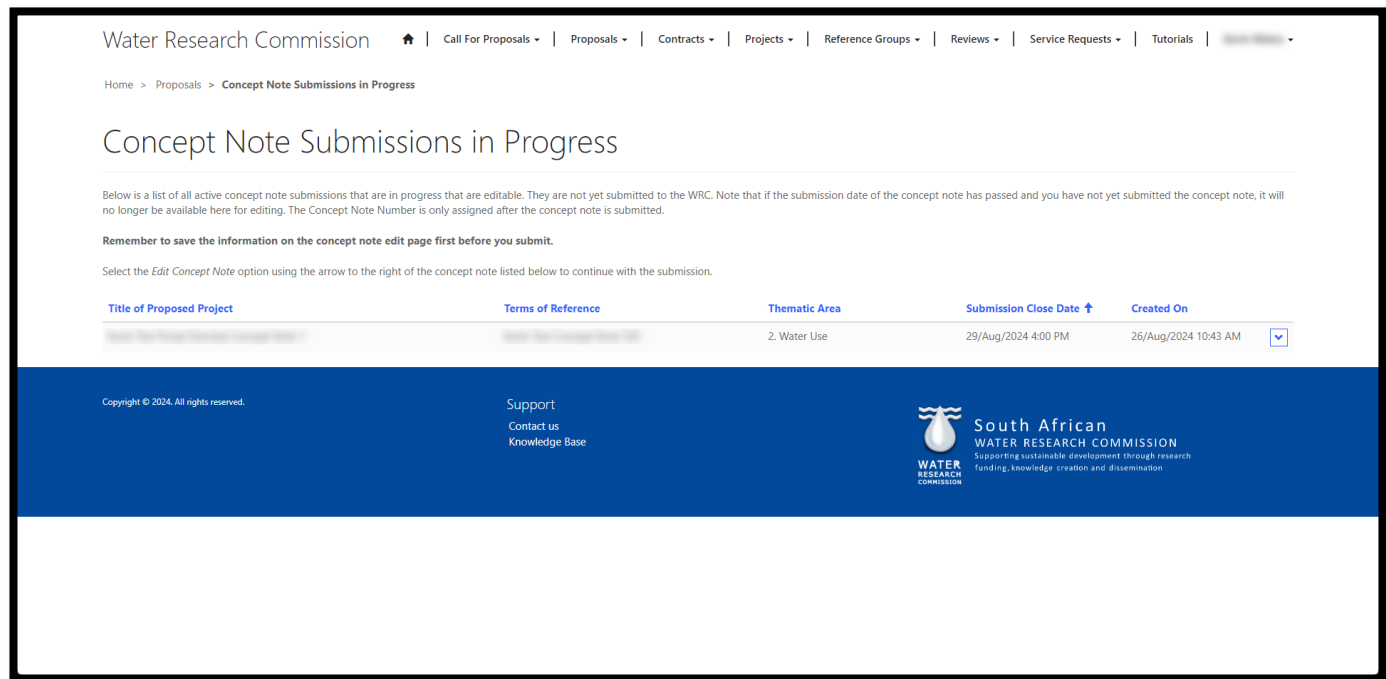 Water Research Commission
Call For Proposals
Proposals
Contracts
Projects
Reference Groups
Reviews
Service Requests
Tutorials
Home > Proposals > Concept Note Submissions in Progress
Concept Note Submissions in Progress
Below is a list of all active concept note submissions that are in progress that are editable. They are not yet submitted to the WRC. Note that if the submission date of the concept note has passed and you have not yet submitted the concept note, it will
no longer be available here for editing. The Concept Note Number is only assigned after the concept note is submitted.
Remember to save the information on the concept note edit page first before you submit.
Select the Edit Concept Note option using the arrow to the right of the concept note listed below to continue with the submission.
Title of Proposed Project
Terms of Reference
Thematic Area
Submission Close Date
Created On
2. Water Use
29/Aug/2024 4:00 PM
26/Aug/2024 10:43 AM
Copyright © 2024. All rights reserved.
Support
Contact us
Knowledge Base
WATER
RESEARCH
COMMISSION
South African
WATER RESEARCH COMMISSION
Supporting sustainable development through research
funding, knowledge creation and dissemination